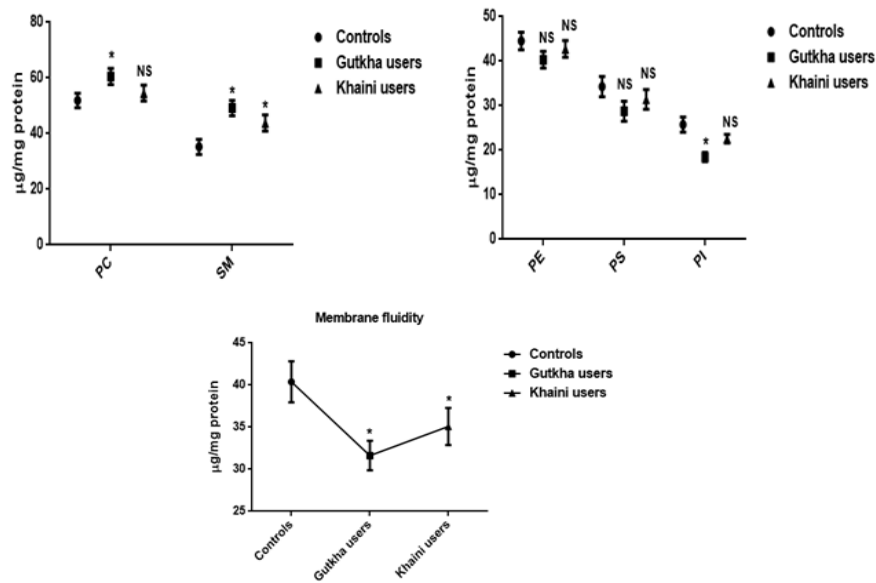 80
60
40
20
0
µg/mg protein
*
NS
*
*
PC
SM
Controls
Gutkha users
Khaini users
50
40
30
20
10
0
µg/mg protein
NS
NS
NS
NS
*
NS
PE
PS
PI
Controls
Gutkha users
Khaini users
Membrane fluidity
45
40
35
30
25
µg/mg protein
*
*
Controls
Gutkha users
Khaini users
Controls
Gutkha users
Khaini users